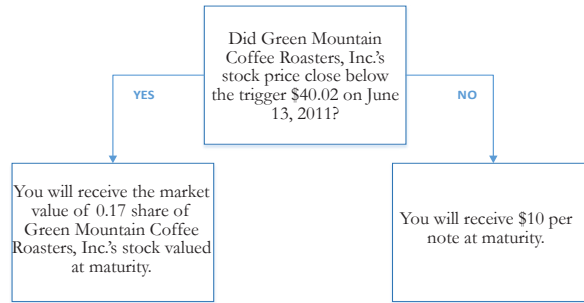 Did Green Mountain
Coffee Roasters, Inc.'s
stock price close below
the trigger $40.02 on June
13, 2011?
YES
NO
You will receive the market
value of 0.17 share of
Green Mountain Coffee
Roasters, Inc.'s stock valued
at maturity.
You will receive $10 per
note at maturity.